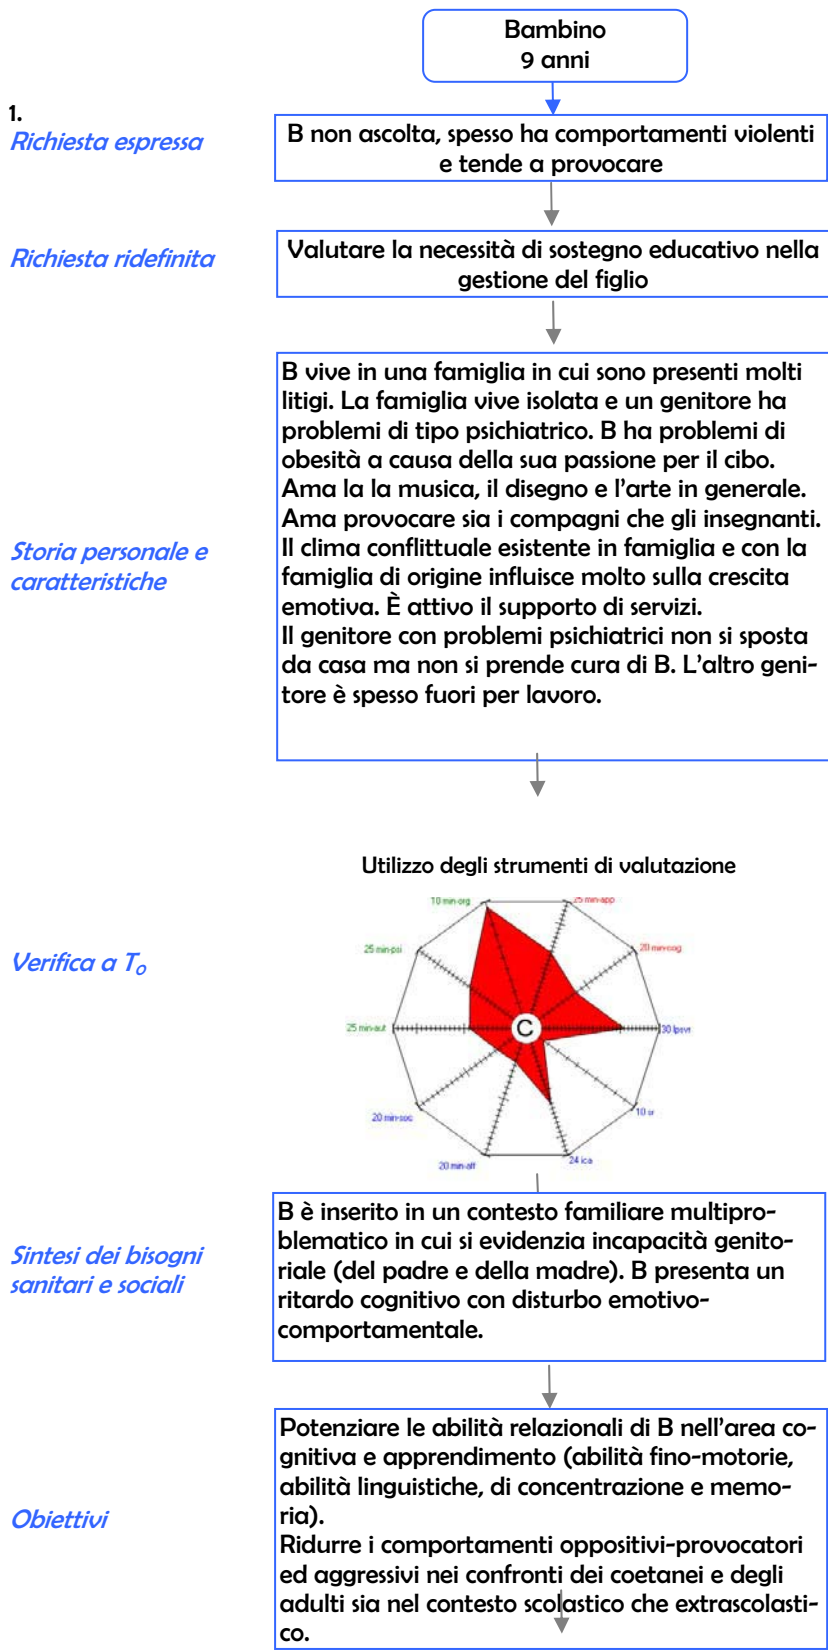 Bambino
9 anni
1.
Richiesta espressa
B non ascolta, spesso ha comportamenti violenti
e tende a provocare
Richiesta ridefinita
Valutare la necessità di sostegno educativo nella
gestione del figlio
Storia personale e
caratteristiche
B vive in una famiglia in cui sono presenti molti
litigi. La famiglia vive isolata e un genitore ha
problemi di tipo psichiatrico. B ha problemi di
obesità a causa della sua passione per il cibo.
Ama la la musica, il disegno e l'arte in generale.
Ama provocare sia i compagni che gli insegnanti.
Il clima conflittuale esistente in famiglia e con la
famiglia di origine influisce molto sulla crescita
emotiva. È attivo il supporto di servizi.
Il genitore con problemi psichiatrici non si sposta
da casa ma non si prende cura di B. L'altro geni-
tore è spesso fuori per lavoro.
Verifica a T0
Utilizzo degli strumenti di valutazione
10 min-org
25 min-app
25 min-psi
20 min-cog
25 min-aut
C
30 lpsvr
20 min-soc
10 sr
20 min-aff
24 ica
Sintesi dei bisogni
sanitari e sociali
B è inserito in un contesto familiare multipro-
blematico in cui si evidenzia incapacità genito-
riale (del padre e della madre). B presenta un
ritardo cognitivo con disturbo emotivo-
comportamentale.
Obiettivi
Potenziare le abilità relazionali di B nell'area co-
gnitiva e apprendimento (abilità fino-motorie,
abilità linguistiche, di concentrazione e memo-
ria).
Ridurre i comportamenti oppositivi-provocatori
ed aggressivi nei confronti dei coetanei e degli
adulti sia nel contesto scolastico che extrascolasti-
co.